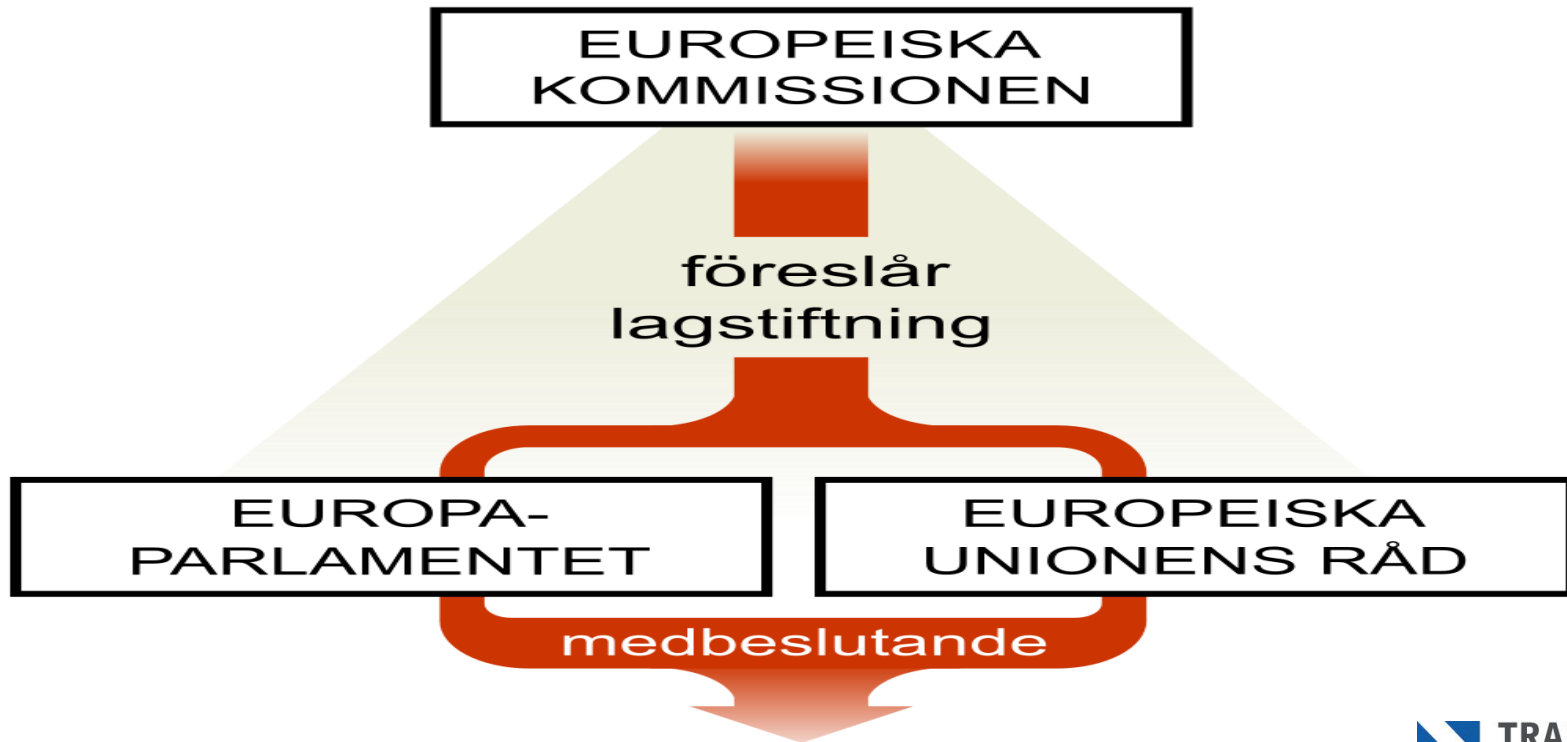 EUROPEISKA
KOMMISSIONEN
föreslår
lagstiftning
EUROPA-
PARLAMENTET
EUROPEISKA
UNIONENS RÅD
medbeslutande